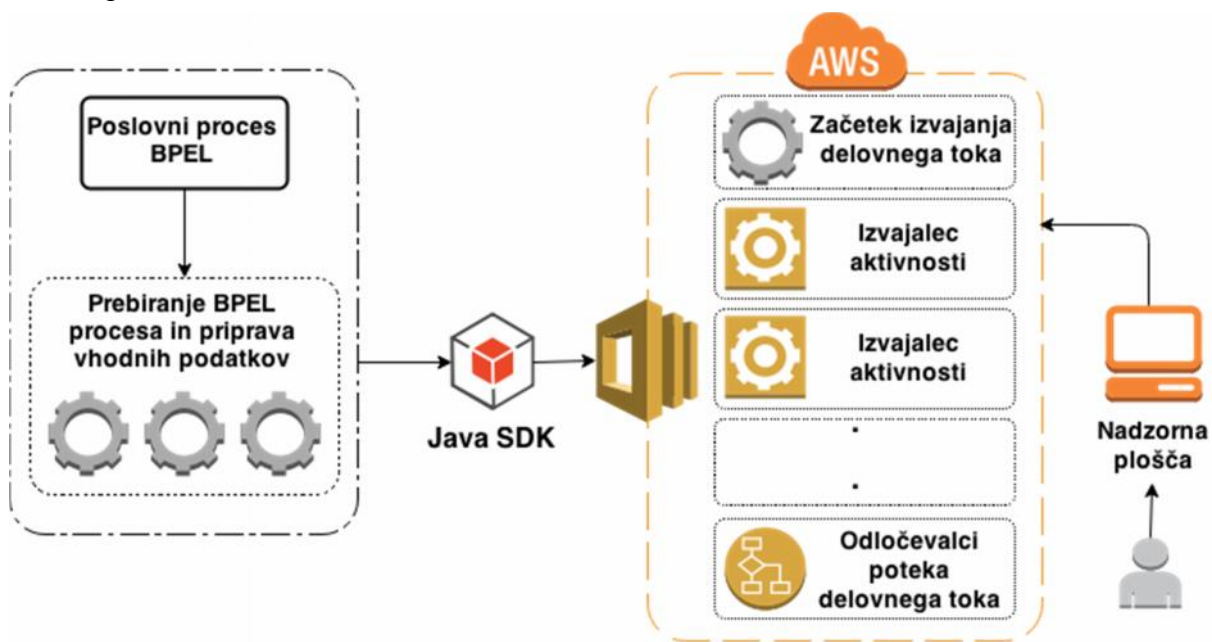 Poslovni proces
BPEL
Prebiranje BPEL
procesa in priprava
vhodnih podatkov
Java SDK
AWS
Začetek izvajanja
delovnega toka
Izvajalec
aktivnosti
Izvajalec
aktivnosti
Odločevalci
poteka
delovnega toka
Nadzorna
plošča